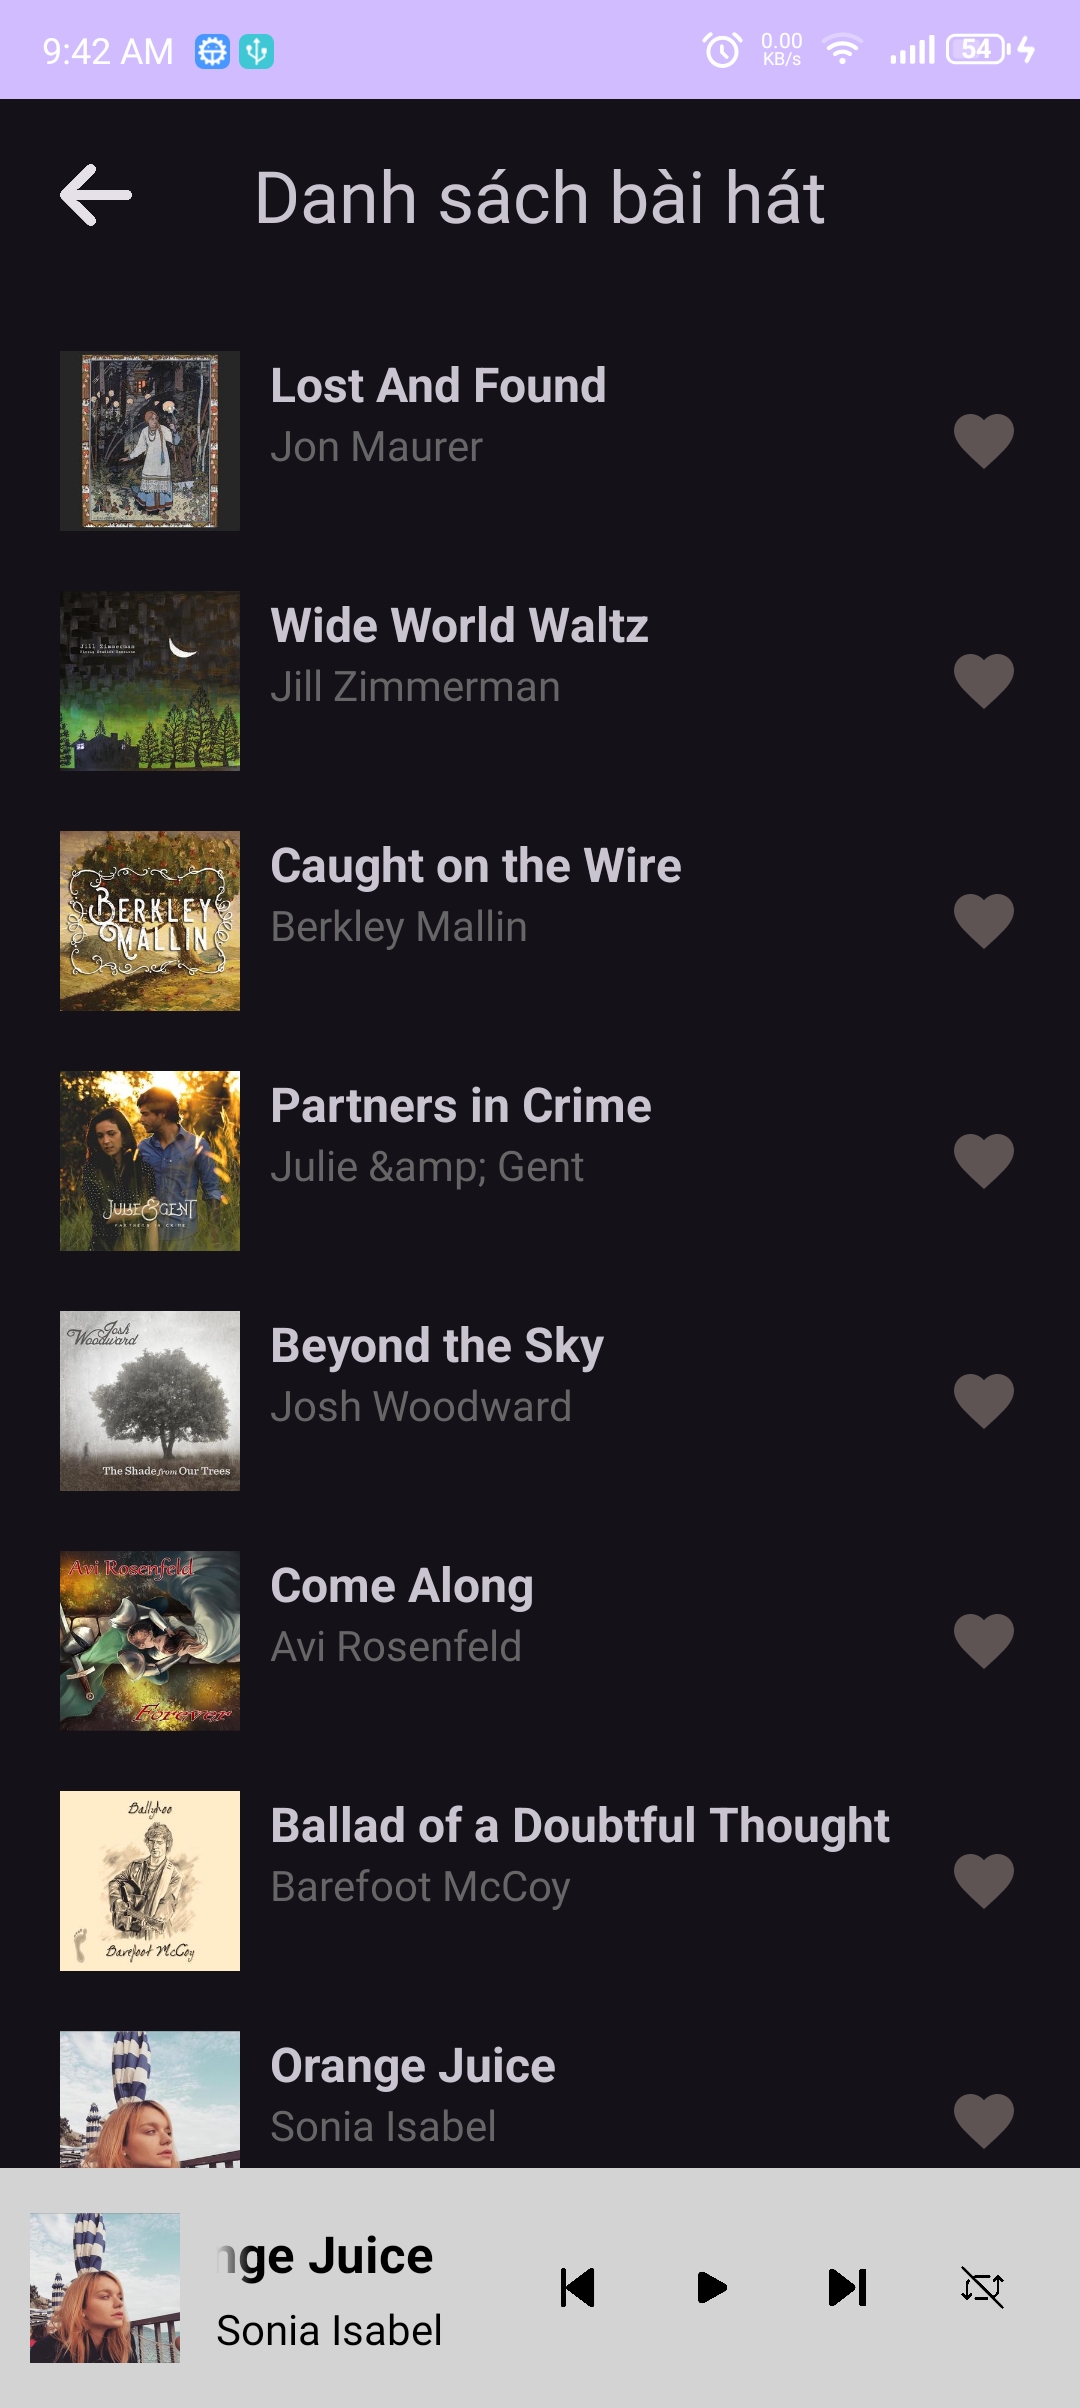 9:42 AM
0.00
KB/s
54
Danh sách bài hát
Lost And Found
Jon Maurer
Jill Zimmerman
Wide World Waltz
Jill Zimmerman
BERKLEY
MALLIN
Caught on the Wire
Berkley Mallin
Partners in Crime
Julie &amp;amp; Gent
PARTNERS IN CRIME
Josh
Woodward
The Shade from Our Trees
Beyond the Sky
Josh Woodward
Avi Rosenfeld
Forever
Come Along
Avi Rosenfeld
Ballyhoo
Barefoot McCoy
Ballad of a Doubtful Thought
Barefoot McCoy
Orange Juice
Sonia Isabel
nge Juice
Sonia Isabel